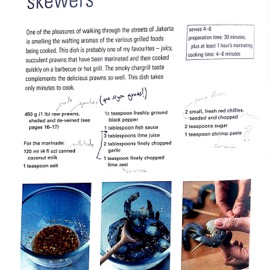 skewers
One of the pleasures of walking through the streets of Jakarta
is smelling the wafting aromas of the various grilled foods
being cooked. This dish is probably one of my favourites – juicy,
succulent prawns that have been marinated and then cooked
quickly on a barbecue or hot grill. The smoky chargrill taste
complements the delicious prawns so well. This dish takes
only minutes to cook.
serves 4–6
preparation time: 30 minutes,
plus at least 1 hour's marinating
cooking time: 4–6 minutes
450 g (1 lb) raw prawns,
shelled and de-veined (see
pages 16–17)
For the marinade:
120 ml (4 fl oz) canned
coconut milk
1 teaspoon salt
½ teaspoon freshly ground
black pepper
1 tablespoon fish sauce
2 tablespoons lime juice
2 tablespoons finely chopped
garlic
1 teaspoon finely chopped
lime zest
2 small, fresh red chillies,
seeded and chopped
2 teaspoons sugar
1 teaspoon shrimp paste